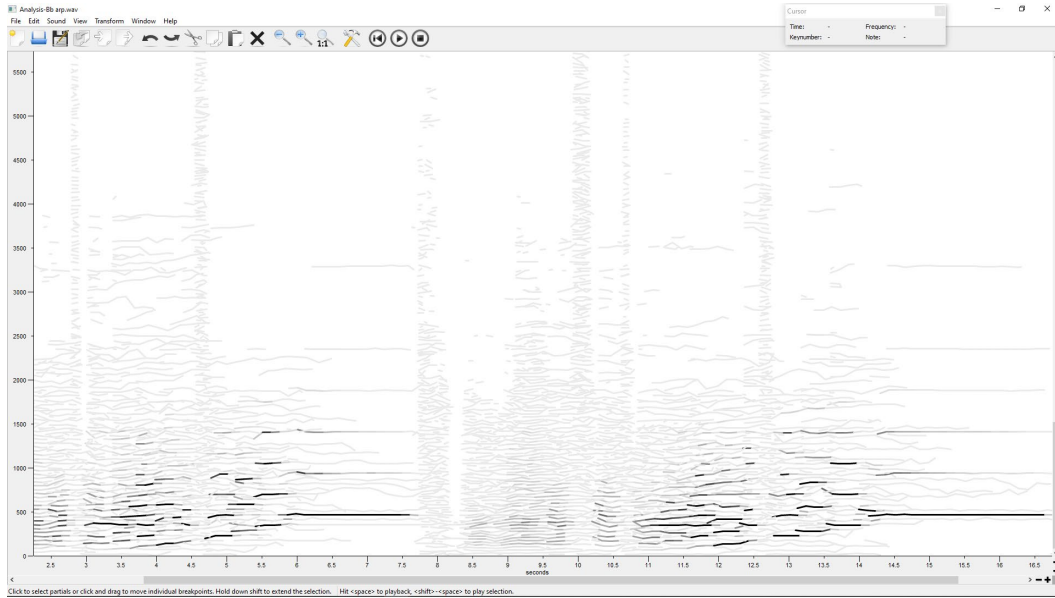 Analysis-Bb arp.wav
File Edit Sound View Transform Window Help
1:1
Cursor
Time: - Frequency: -
Keynumber: - Note: -
5500
5000
4500
4000
3500
3000
2500
2000
1500
1000
500
0
2.5 3 3.5 4 4.5 5 5.5 6 6.5 7 7.5 8 8.5 9 9.5 10 10.5 11 11.5 12 12.5 13 13.5 14 14.5 15 15.5 16 16.5
seconds
Click to select partials or click and drag to move individual breakpoints. Hold down shift to extend the selection. Hit <space> to playback, <shift>-<space> to play selection.